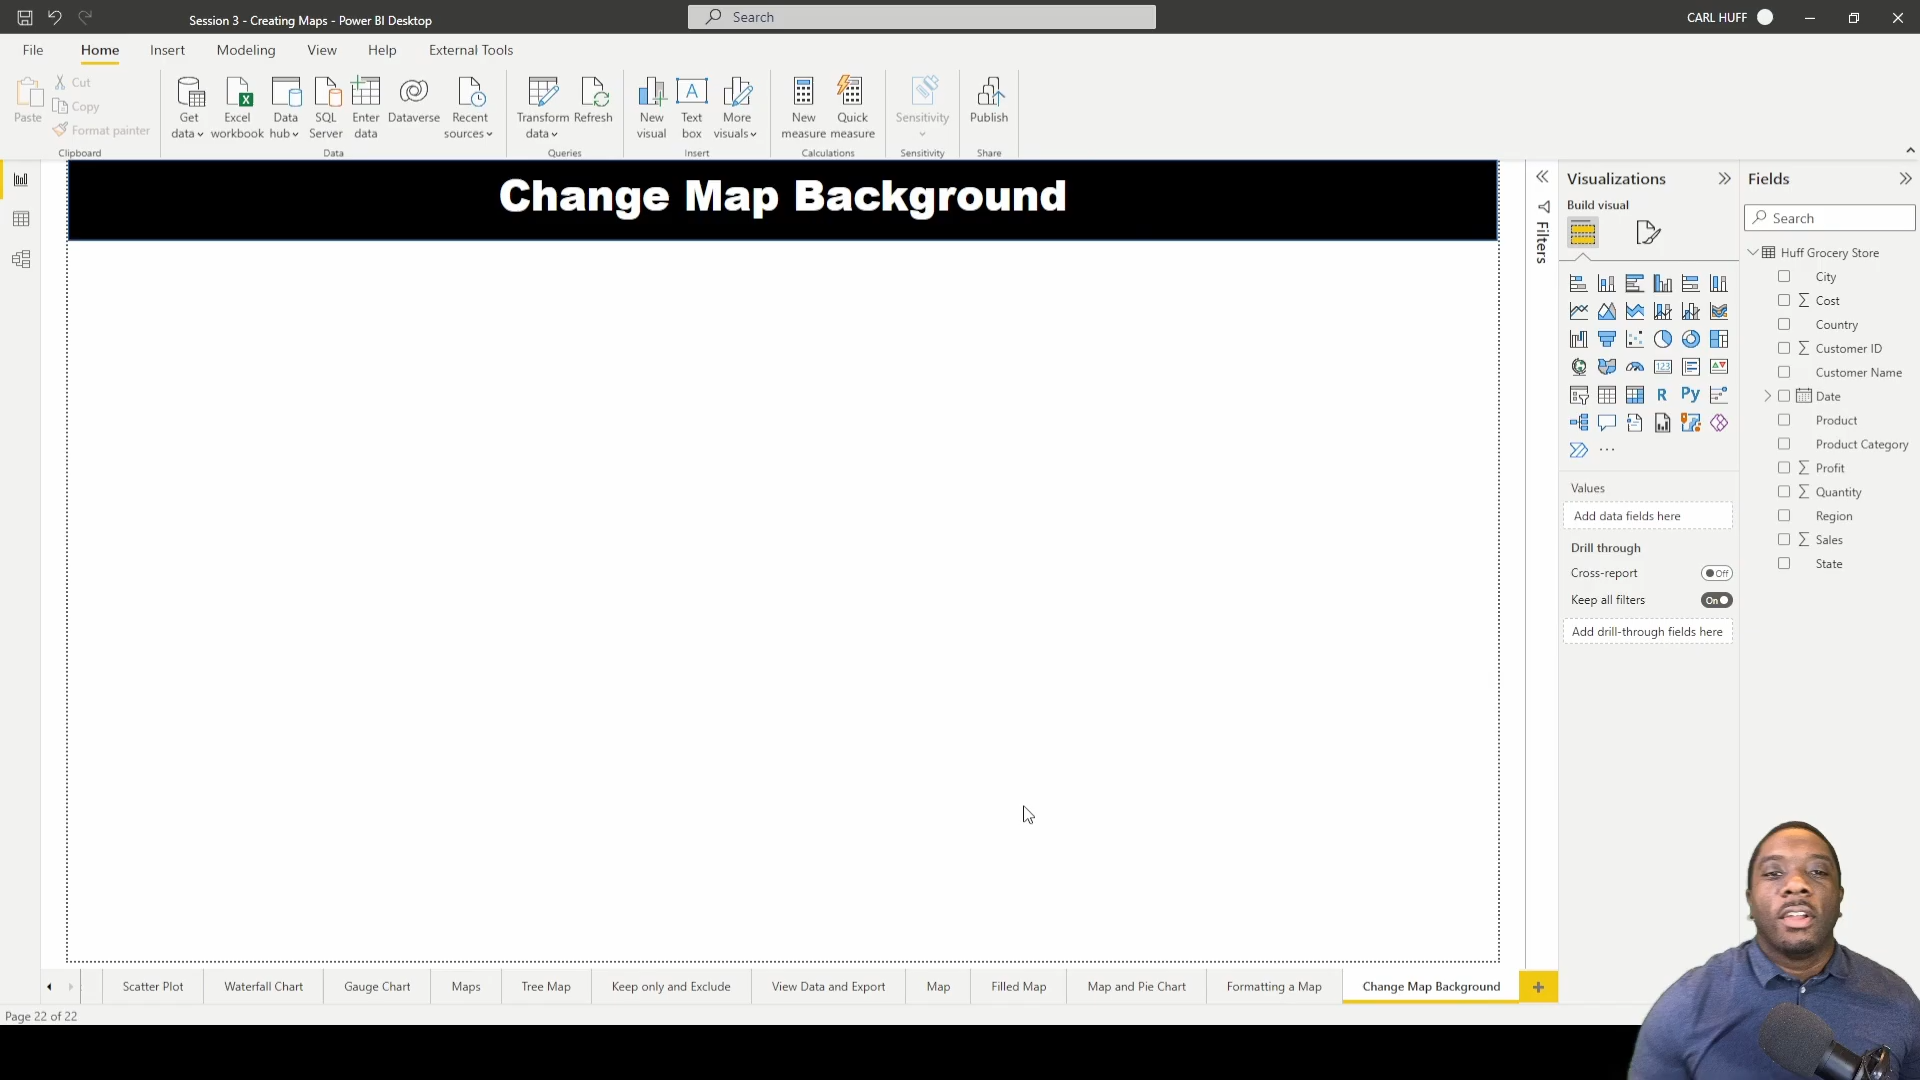 Session 3 - Creating Maps - Power BI Desktop
Search
CARL HUFF
File Home Insert Modeling View Help External Tools
Paste
Cut
Copy
Format painter
Clipboard
Get data
Excel workbook
Data hub
SQL Server
Enter data
Dataverse
Recent sources
Data
Transform data
Refresh
Queries
New visual
Text box
More visuals
Insert
New measure
Quick measure
Calculations
Sensitivity
Sensitivity
Publish
Share
Change Map Background
Filters
Visualizations
Build visual
123
R
Py
Values
Add data fields here
Drill through
Cross-report
Off
Keep all filters
On
Add drill-through fields here
Fields
Search
Huff Grocery Store
City
Cost
Country
Customer ID
Customer Name
Date
Product
Product Category
Profit
Quantity
Region
Sales
State
Scatter Plot Waterfall Chart Gauge Chart Maps Tree Map Keep only and Exclude View Data and Export Map Filled Map Map and Pie Chart Formatting a Map Change Map Background
Page 22 of 22